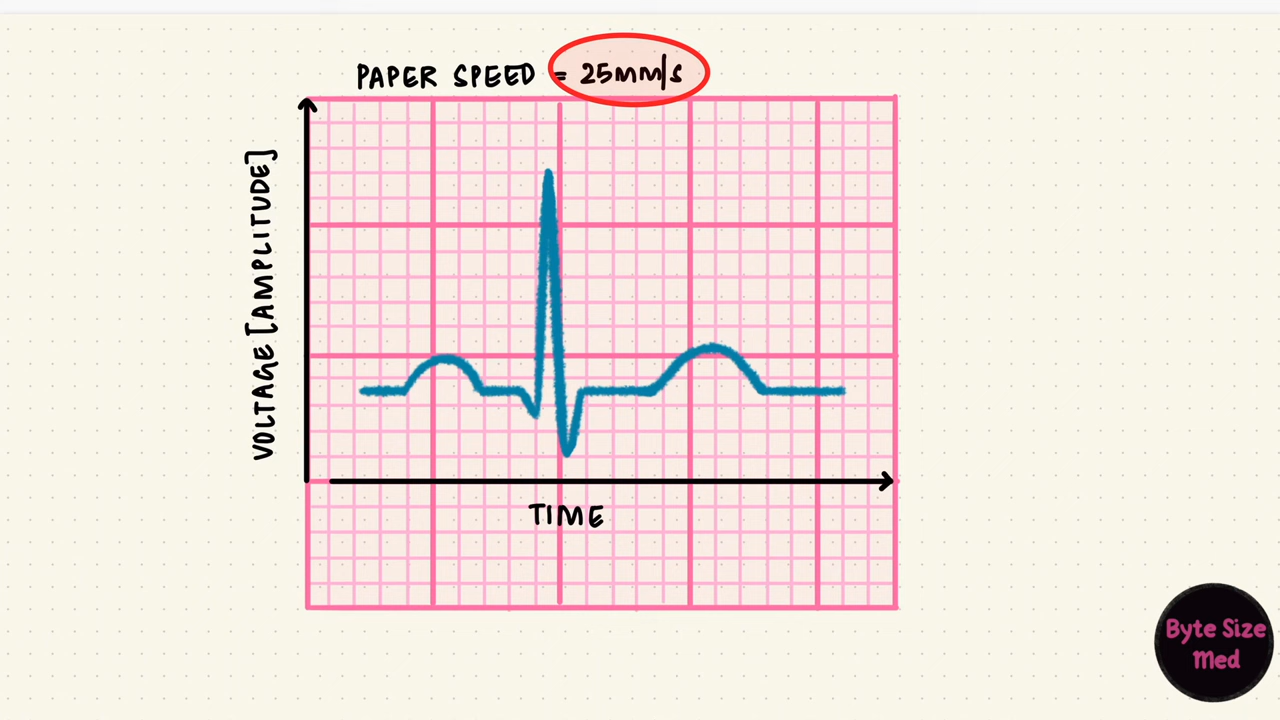 PAPER SPEED = 25mm/s
VOLTAGE [AMPLITUDE]
TIME
Byte Size
Med